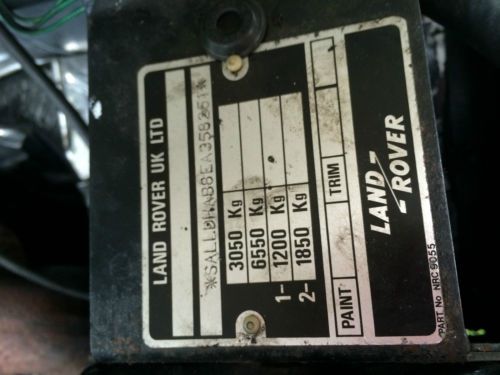 LAND ROVER UK LTD
3050 Kg
6550 Kg
1- 1200 Kg
2- 1850 Kg
PAINT TRIM
LAND
ROVER
PART No NRC 9055